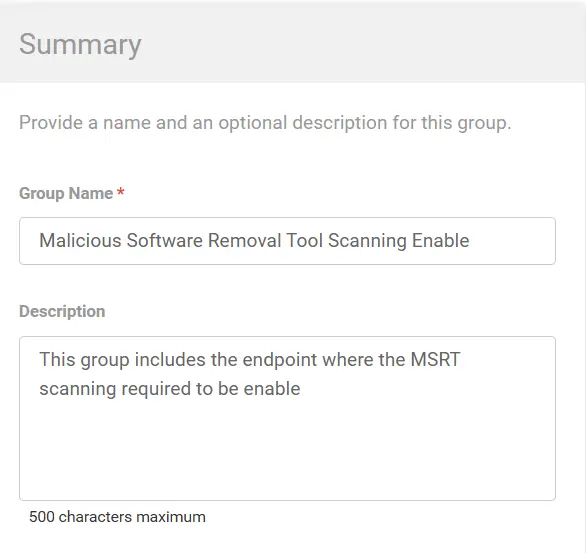 Summary
Provide a name and an optional description for this group.
Group Name *
Malicious Software Removal Tool Scanning Enable
Description
This group includes the endpoint where the MSRT
scanning required to be enable
500 characters maximum